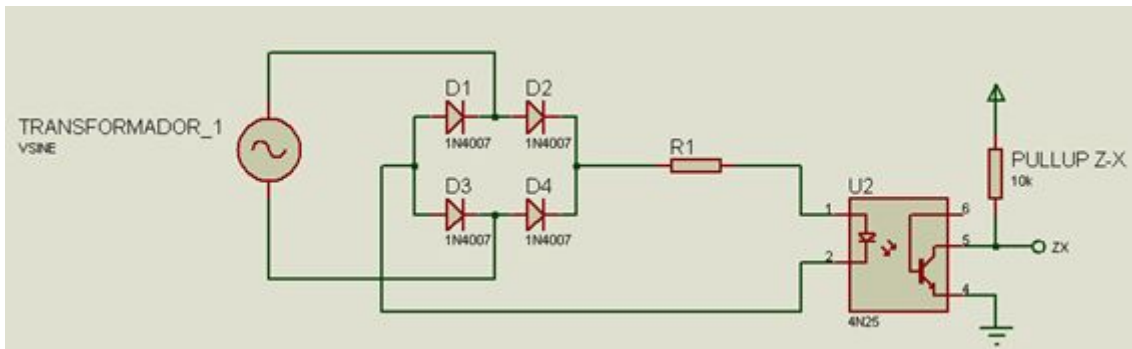 TRANSFORMADOR_1
VSINE
D1
1N4007
D2
1N4007
D3
1N4007
D4
1N4007
R1
U2
1
2
6
5
4
4N25
PULLUP Z-X
10k
ZX